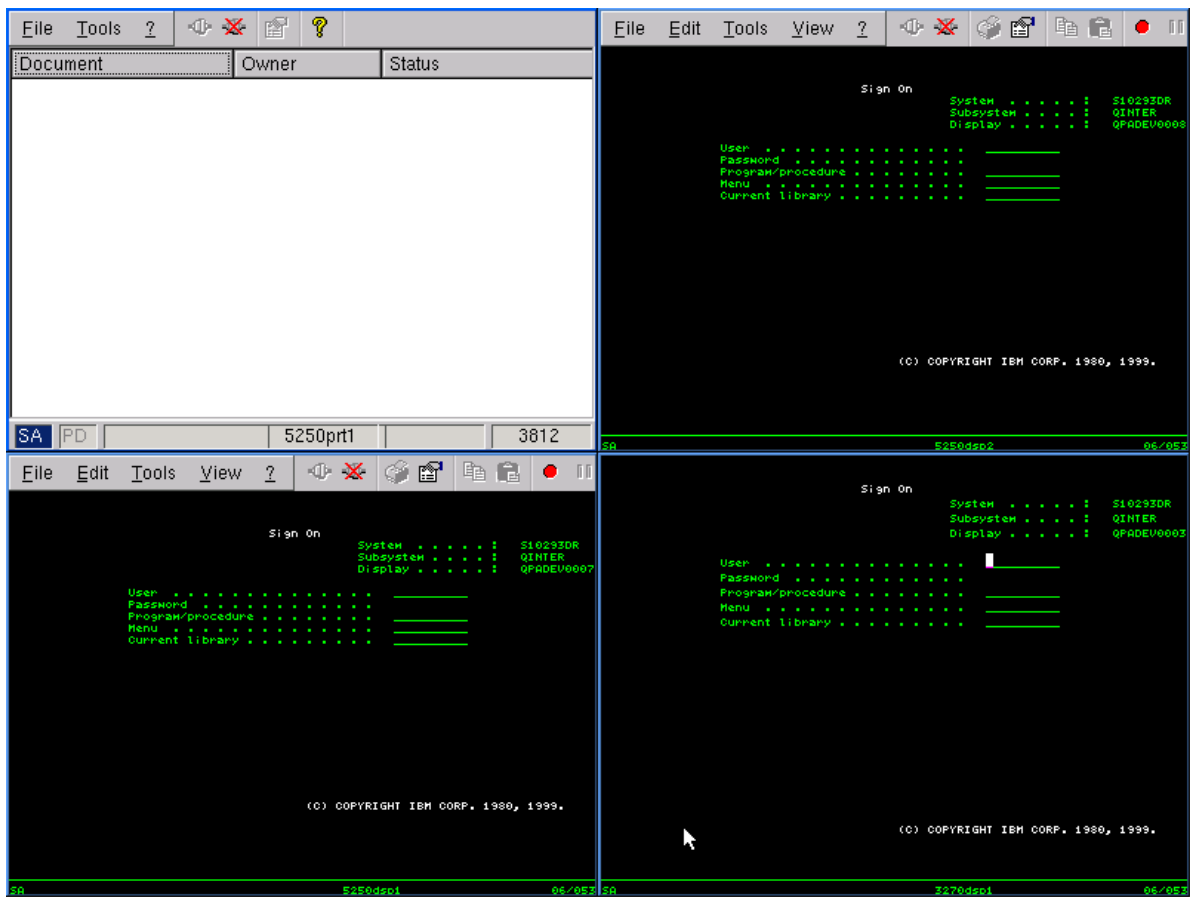 File Tools ?
Document Owner Status
SA PD 5250prt1 3812
File Edit Tools View ?
Sign On
System . . . . . : S10293DR
Subsystem . . . . : QINTER
Display . . . . . : QPADEV0008
User . . . . . . . . . . . . . .
Password . . . . . . . . . . . .
Program/procedure . . . . . . . .
Menu . . . . . . . . . . . . . .
Current library . . . . . . . . .
(C) COPYRIGHT IBM CORP. 1980, 1999.
SA 5250dsp2 06/053
File Edit Tools View ?
Sign On
System . . . . . : S10293DR
Subsystem . . . . : QINTER
Display . . . . . : QPADEV0007
User . . . . . . . . . . . . . .
Password . . . . . . . . . . . .
Program/procedure . . . . . . . .
Menu . . . . . . . . . . . . . .
Current library . . . . . . . . .
(C) COPYRIGHT IBM CORP. 1980, 1999.
SA 5250dsp1 06/053
Sign On
System . . . . . : S10293DR
Subsystem . . . . : QINTER
Display . . . . . : QPADEV0003
User . . . . . . . . . . . . . .
Password . . . . . . . . . . . .
Program/procedure . . . . . . . .
Menu . . . . . . . . . . . . . .
Current library . . . . . . . . .
(C) COPYRIGHT IBM CORP. 1980, 1999.
SA 3270dsp1 06/053